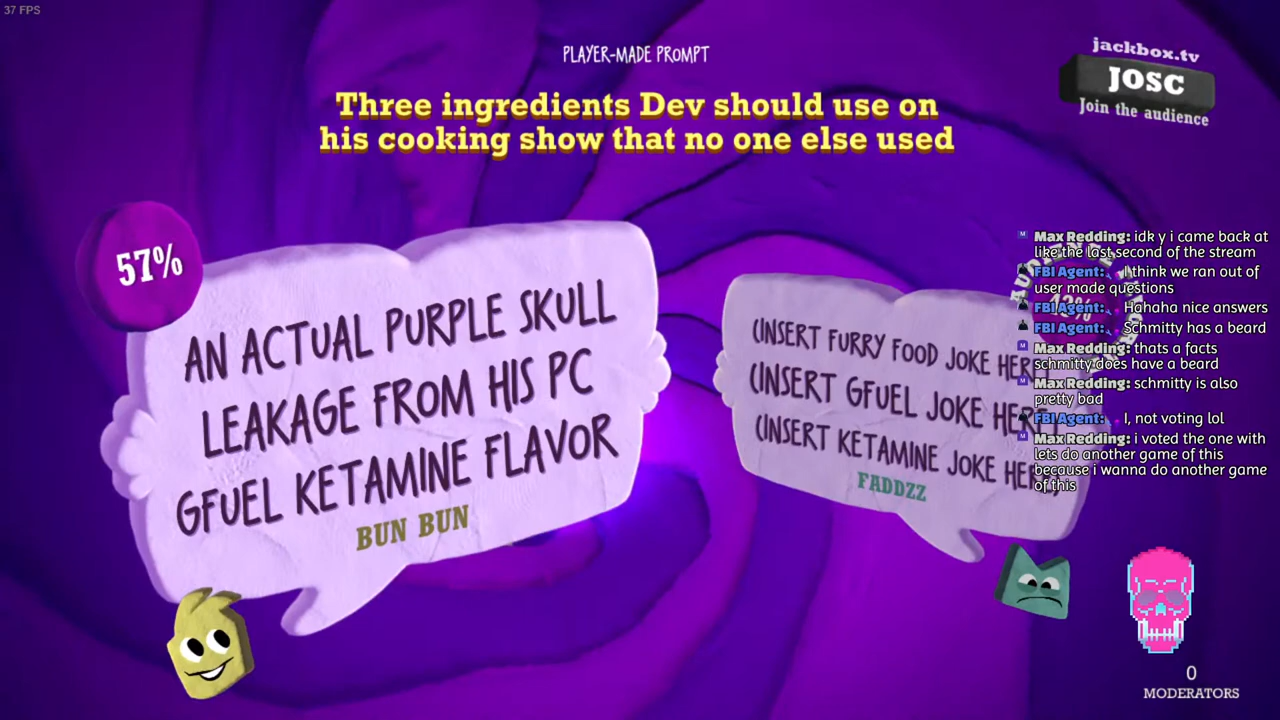 37 FPS
PLAYER-MADE PROMPT
jackbox.tv
JOSC
Join the audience
Three ingredients Dev should use on
his cooking show that no one else used
57%
AN ACTUAL PURPLE SKULL
LEAKAGE FROM HIS PC
GFUEL KETAMINE FLAVOR
BUN BUN
(INSERT FURRY FOOD JOKE HERE)
(INSERT GFUEL JOKE HERE)
(INSERT KETAMINE JOKE HERE)
FADDZZ
Max Redding: idk y i came back at
like the last second of the stream
FBI Agent: I think we ran out of
user made questions
FBI Agent: Hahaha nice answers
FBI Agent: Schmitty has a beard
Max Redding: thats a facts
schmitty does have a beard
Max Redding: schmitty is also
pretty bad
FBI Agent: I, not voting lol
Max Redding: i voted the one with
lets do another game of this
because i wanna do another game
of this
0
MODERATORS